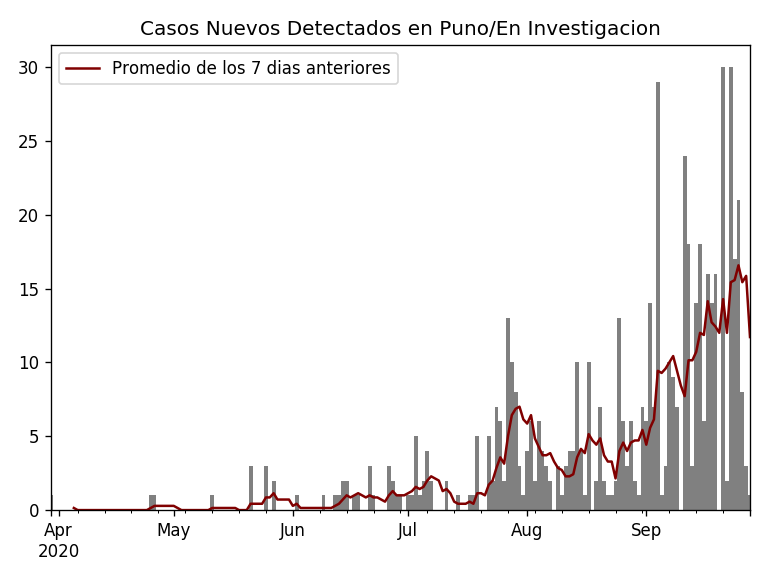 Casos Nuevos Detectados en Puno/En Investigacion
Promedio de los 7 dias anteriores
30
25
20
15
10
5
0
Apr May Jun Jul Aug Sep
2020